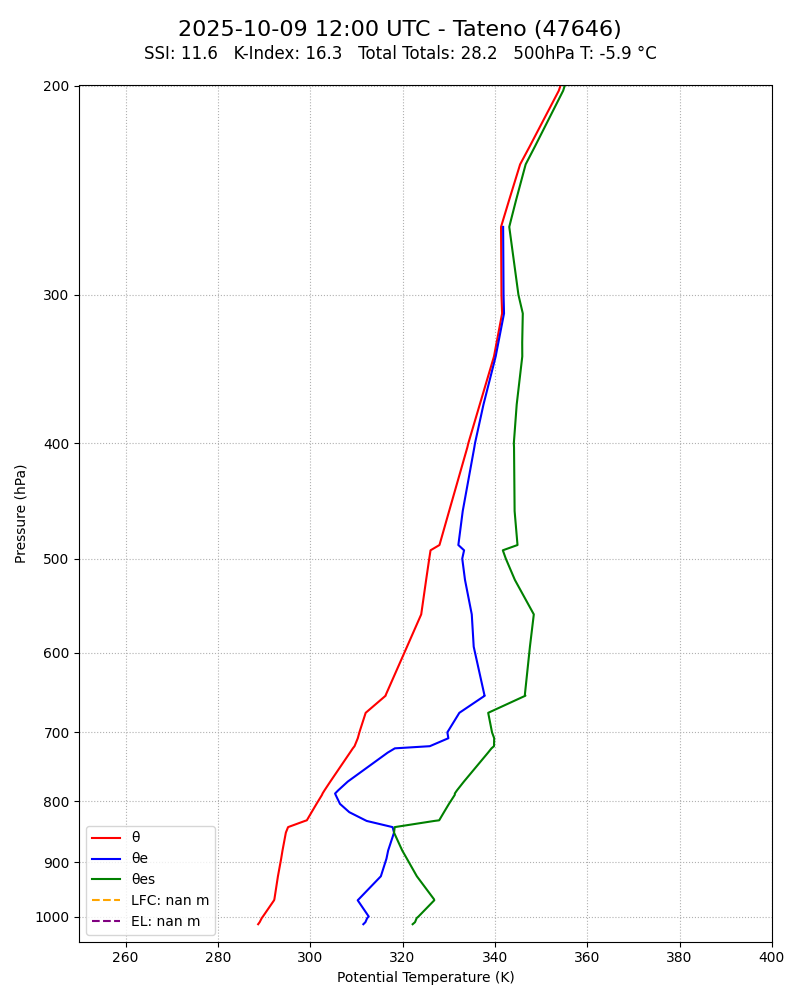 2025-10-09 12:00 UTC - Tateno (47646)
SSI: 11.6   K-Index: 16.3   Total Totals: 28.2   500hPa T: -5.9 °C
200
300
400
500
600
700
800
900
1000
Pressure (hPa)
θ
θe
θes
LFC: nan m
EL: nan m
260 280 300 320 340 360 380 400
Potential Temperature (K)